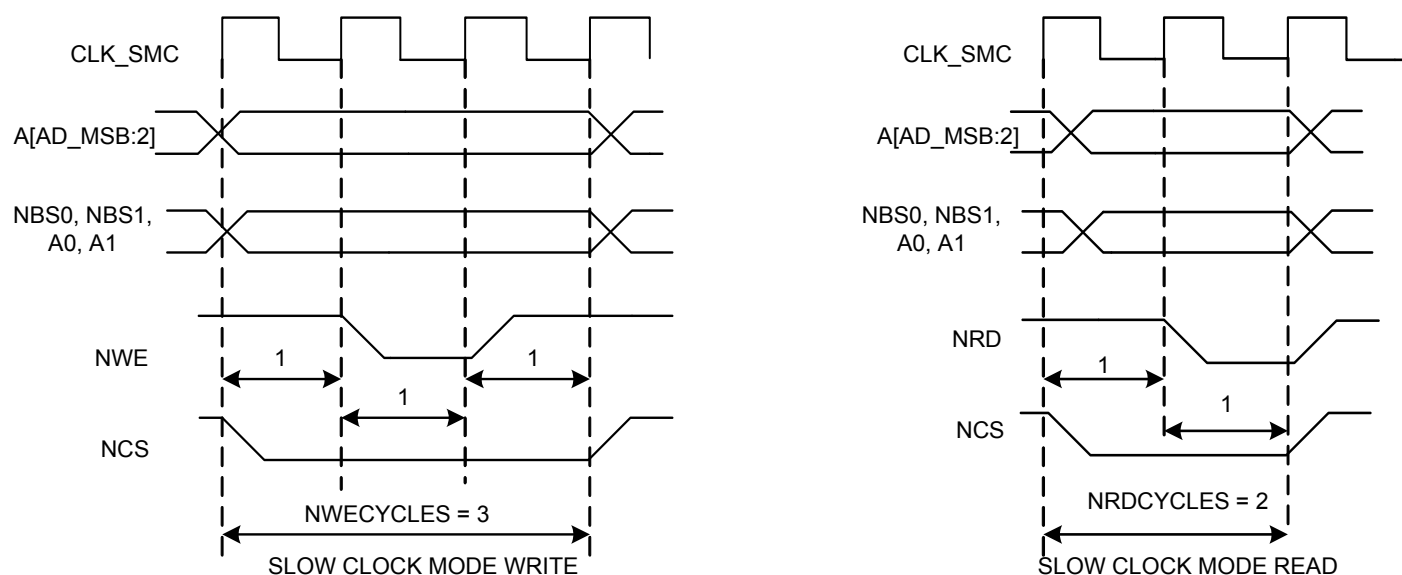 CLK_SMC
A[AD_MSB:2]
NBS0, NBS1,
A0, A1
NWE
1
1
1
NCS
NWECYCLES = 3
SLOW CLOCK MODE WRITE
CLK_SMC
A[AD_MSB:2]
NBS0, NBS1,
A0, A1
NRD
1
1
NCS
NRDCYCLES = 2
SLOW CLOCK MODE READ